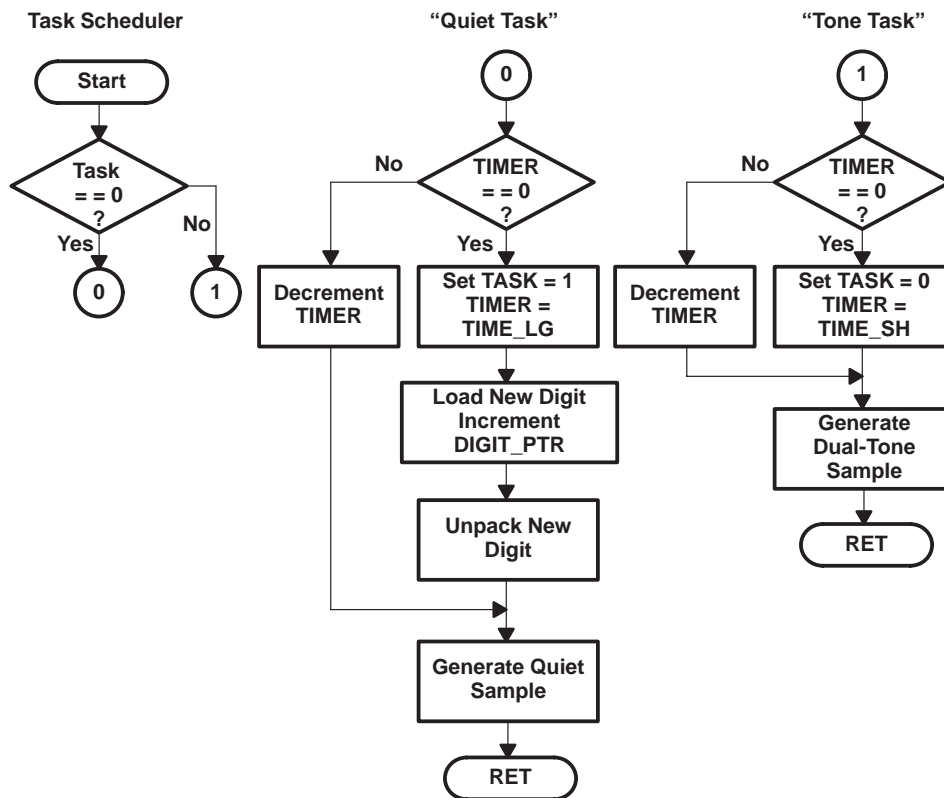 Task Scheduler
Start
Task
= = 0
?
Yes
No
0
1
“Quiet Task”
0
TIMER
= = 0
?
No
Yes
Decrement
TIMER
Set TASK = 1
TIMER =
TIME_LG
Load New Digit
Increment
DIGIT_PTR
Unpack New
Digit
Generate Quiet
Sample
RET
“Tone Task”
1
TIMER
= = 0
?
No
Yes
Decrement
TIMER
Set TASK = 0
TIMER =
TIME_SH
Generate
Dual-Tone
Sample
RET